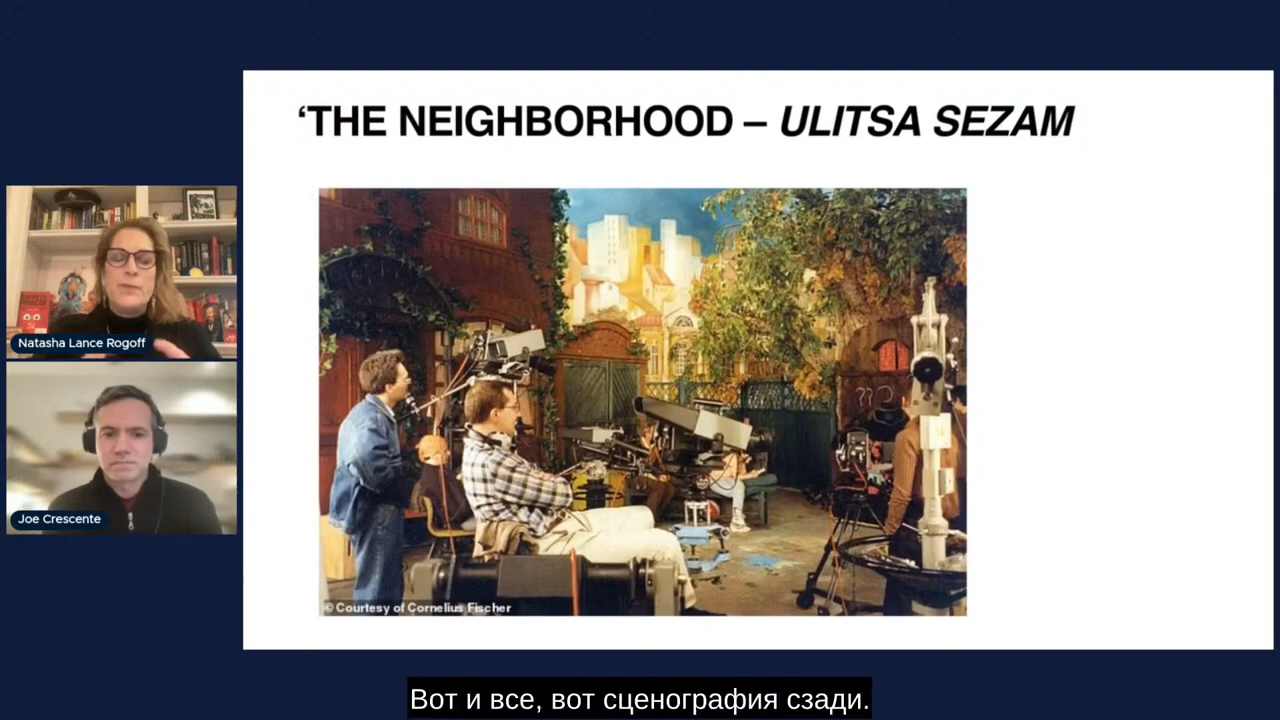 ‘THE NEIGHBORHOOD – ULITSA SEZAM
Natasha Lance Rogoff
Joe Crescente
© Courtesy of Cornelius Fischer
Вот и все, вот сценография сзади.